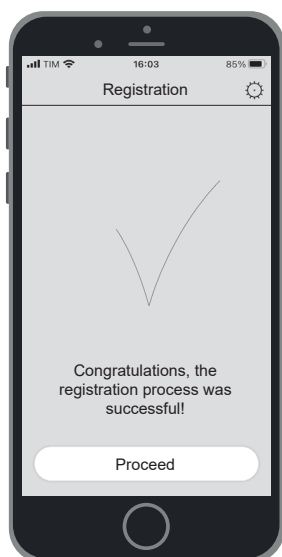 TIM 16:03 85%
Registration
Congratulations, the
registration process was
successful!
Proceed